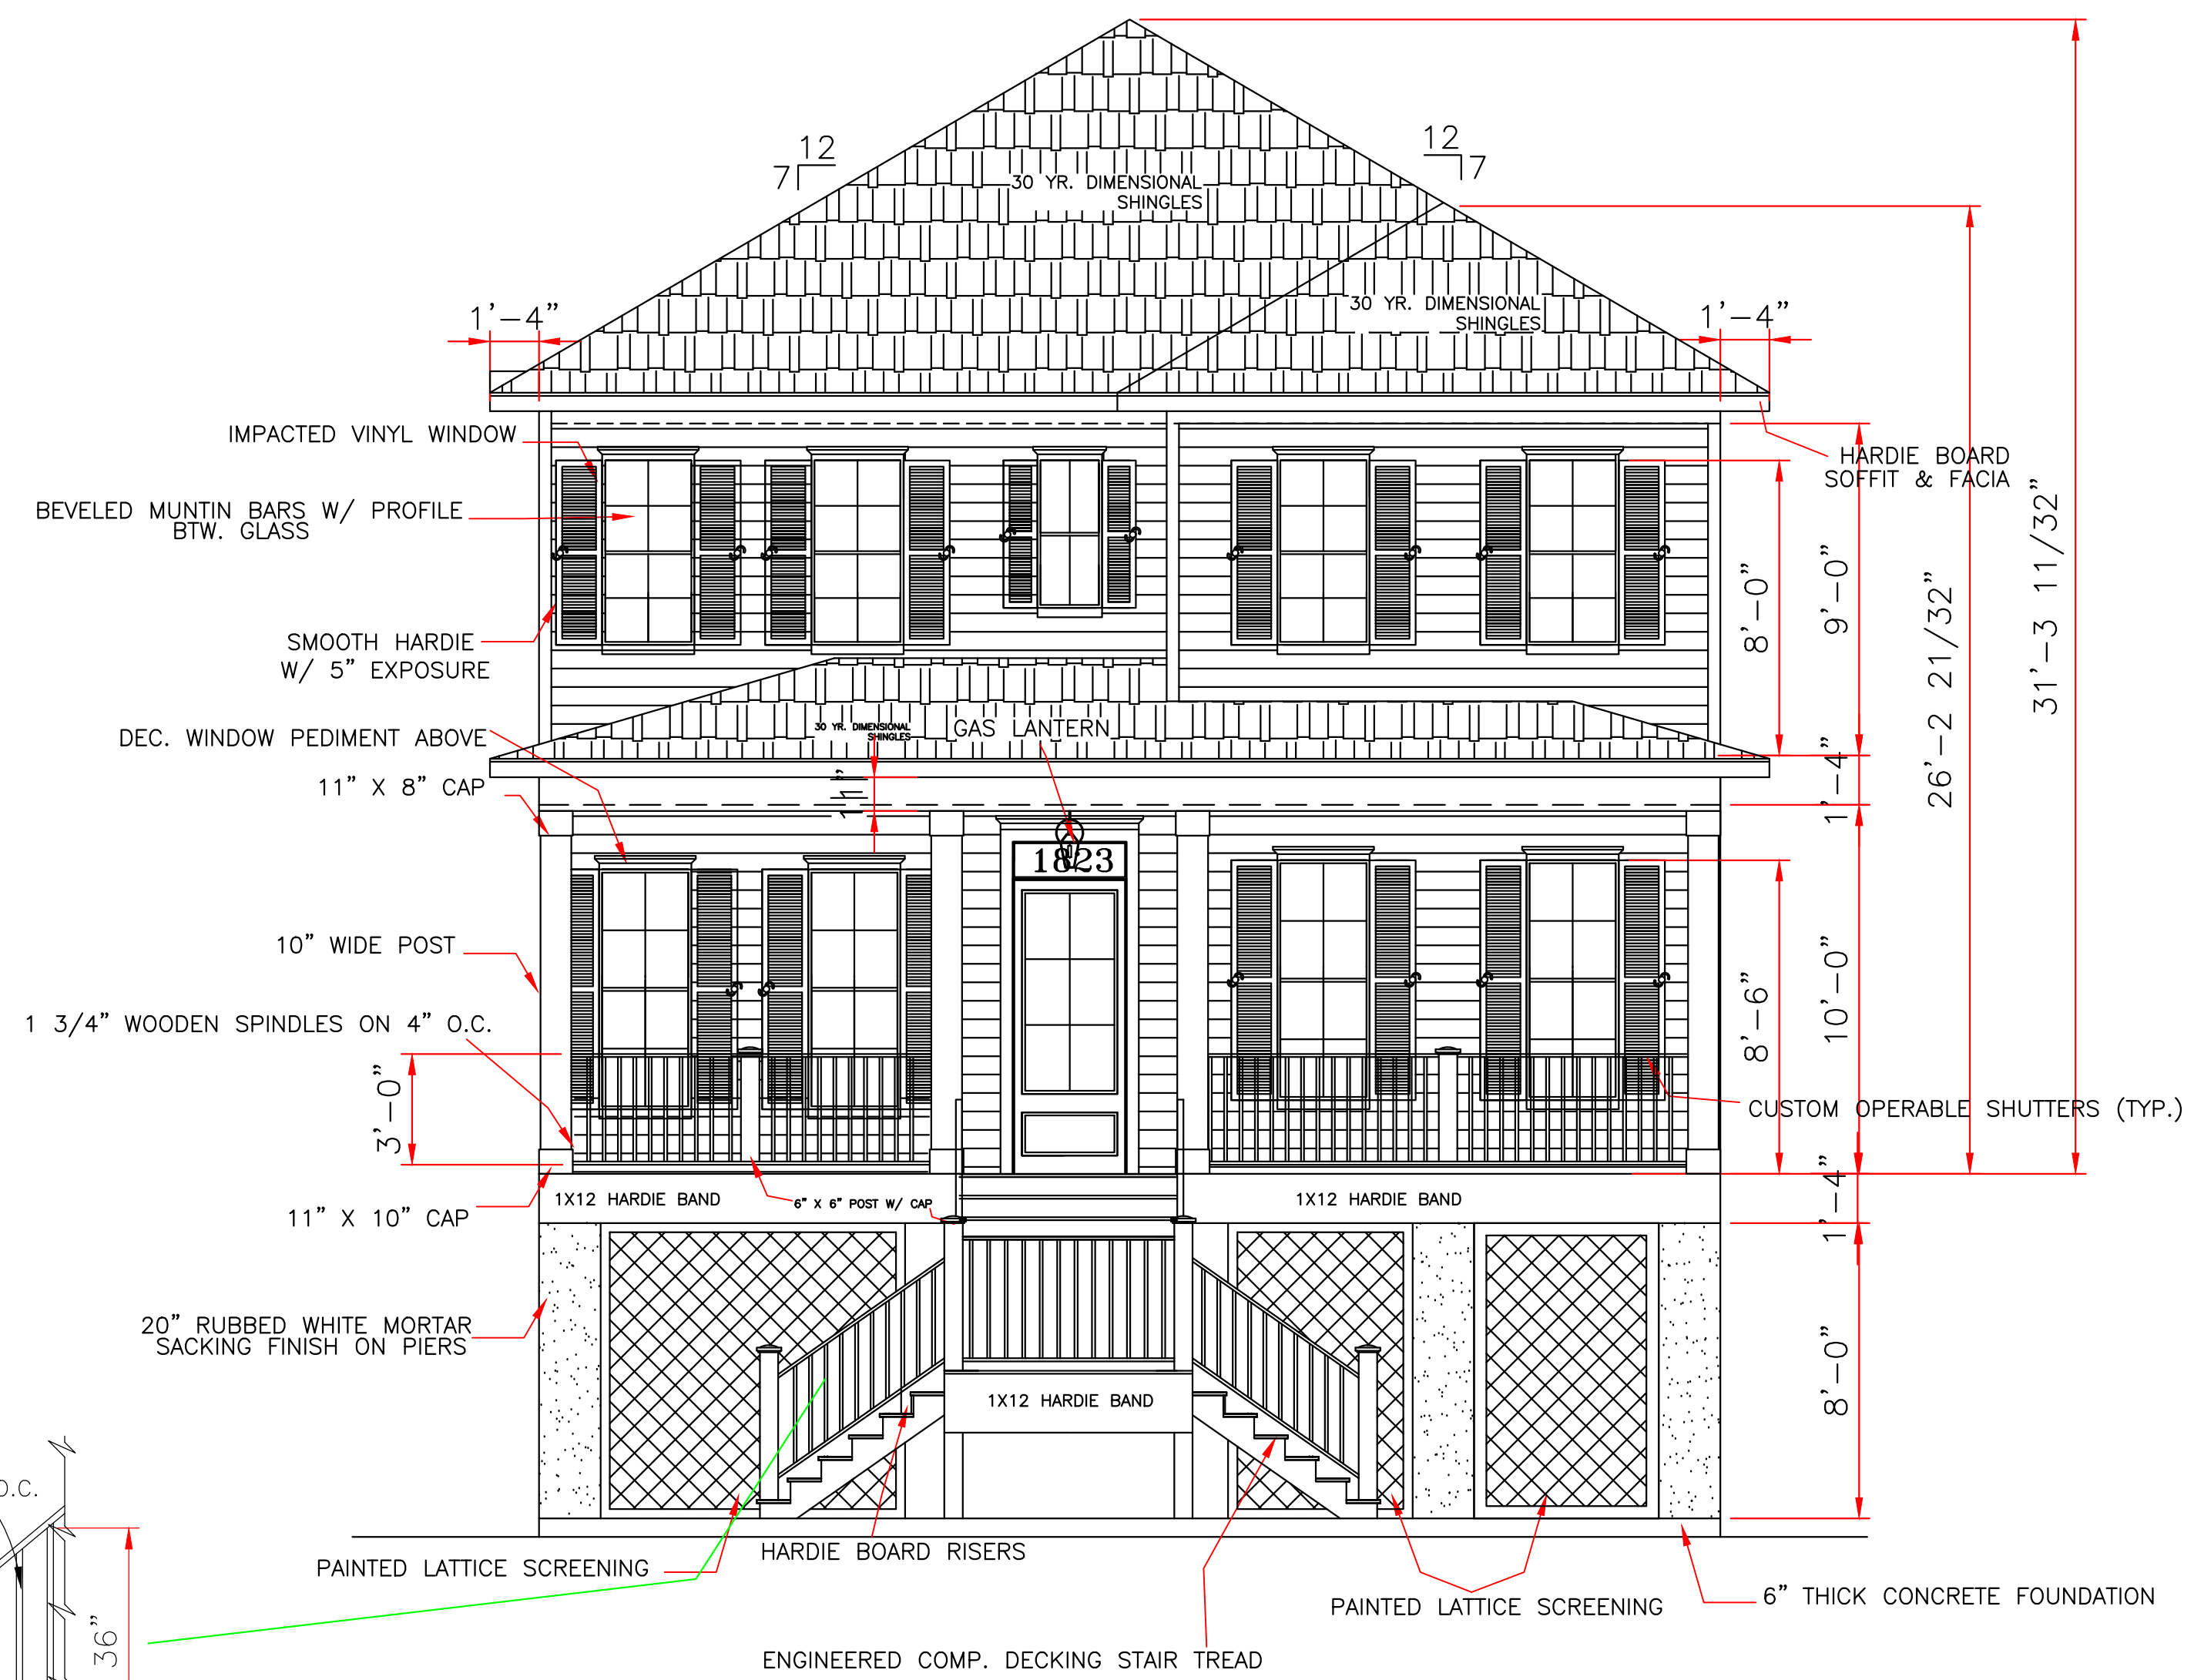 12
7
12
7
30 YR. DIMENSIONAL
SHINGLES
30 YR. DIMENSIONAL
SHINGLES
1'-4"
1'-4"
IMPACTED VINYL WINDOW
HARDIE BOARD
SOFFIT & FACIA
BEVELED MUNTIN BARS W/ PROFILE
BTW. GLASS
8'-0"
9'-0"
26'-2 21/32"
31'-3 11/32"
SMOOTH HARDIE
W/ 5" EXPOSURE
30 YR. DIMENSIONAL
SHINGLES
GAS LANTERN
DEC. WINDOW PEDIMENT ABOVE
11" X 8" CAP
11"
1'-4"
1823
10" WIDE POST
8'-6"
10'-0"
1 3/4" WOODEN SPINDLES ON 4" O.C.
3'-0"
CUSTOM OPERABLE SHUTTERS (TYP.)
1X12 HARDIE BAND
6" X 6" POST W/ CAP
1X12 HARDIE BAND
11" X 10" CAP
1'-4"
20" RUBBED WHITE MORTAR
SACKING FINISH ON PIERS
8'-0"
1X12 HARDIE BAND
O.C.
HARDIE BOARD RISERS
PAINTED LATTICE SCREENING
6" THICK CONCRETE FOUNDATION
PAINTED LATTICE SCREENING
36"
ENGINEERED COMP. DECKING STAIR TREAD